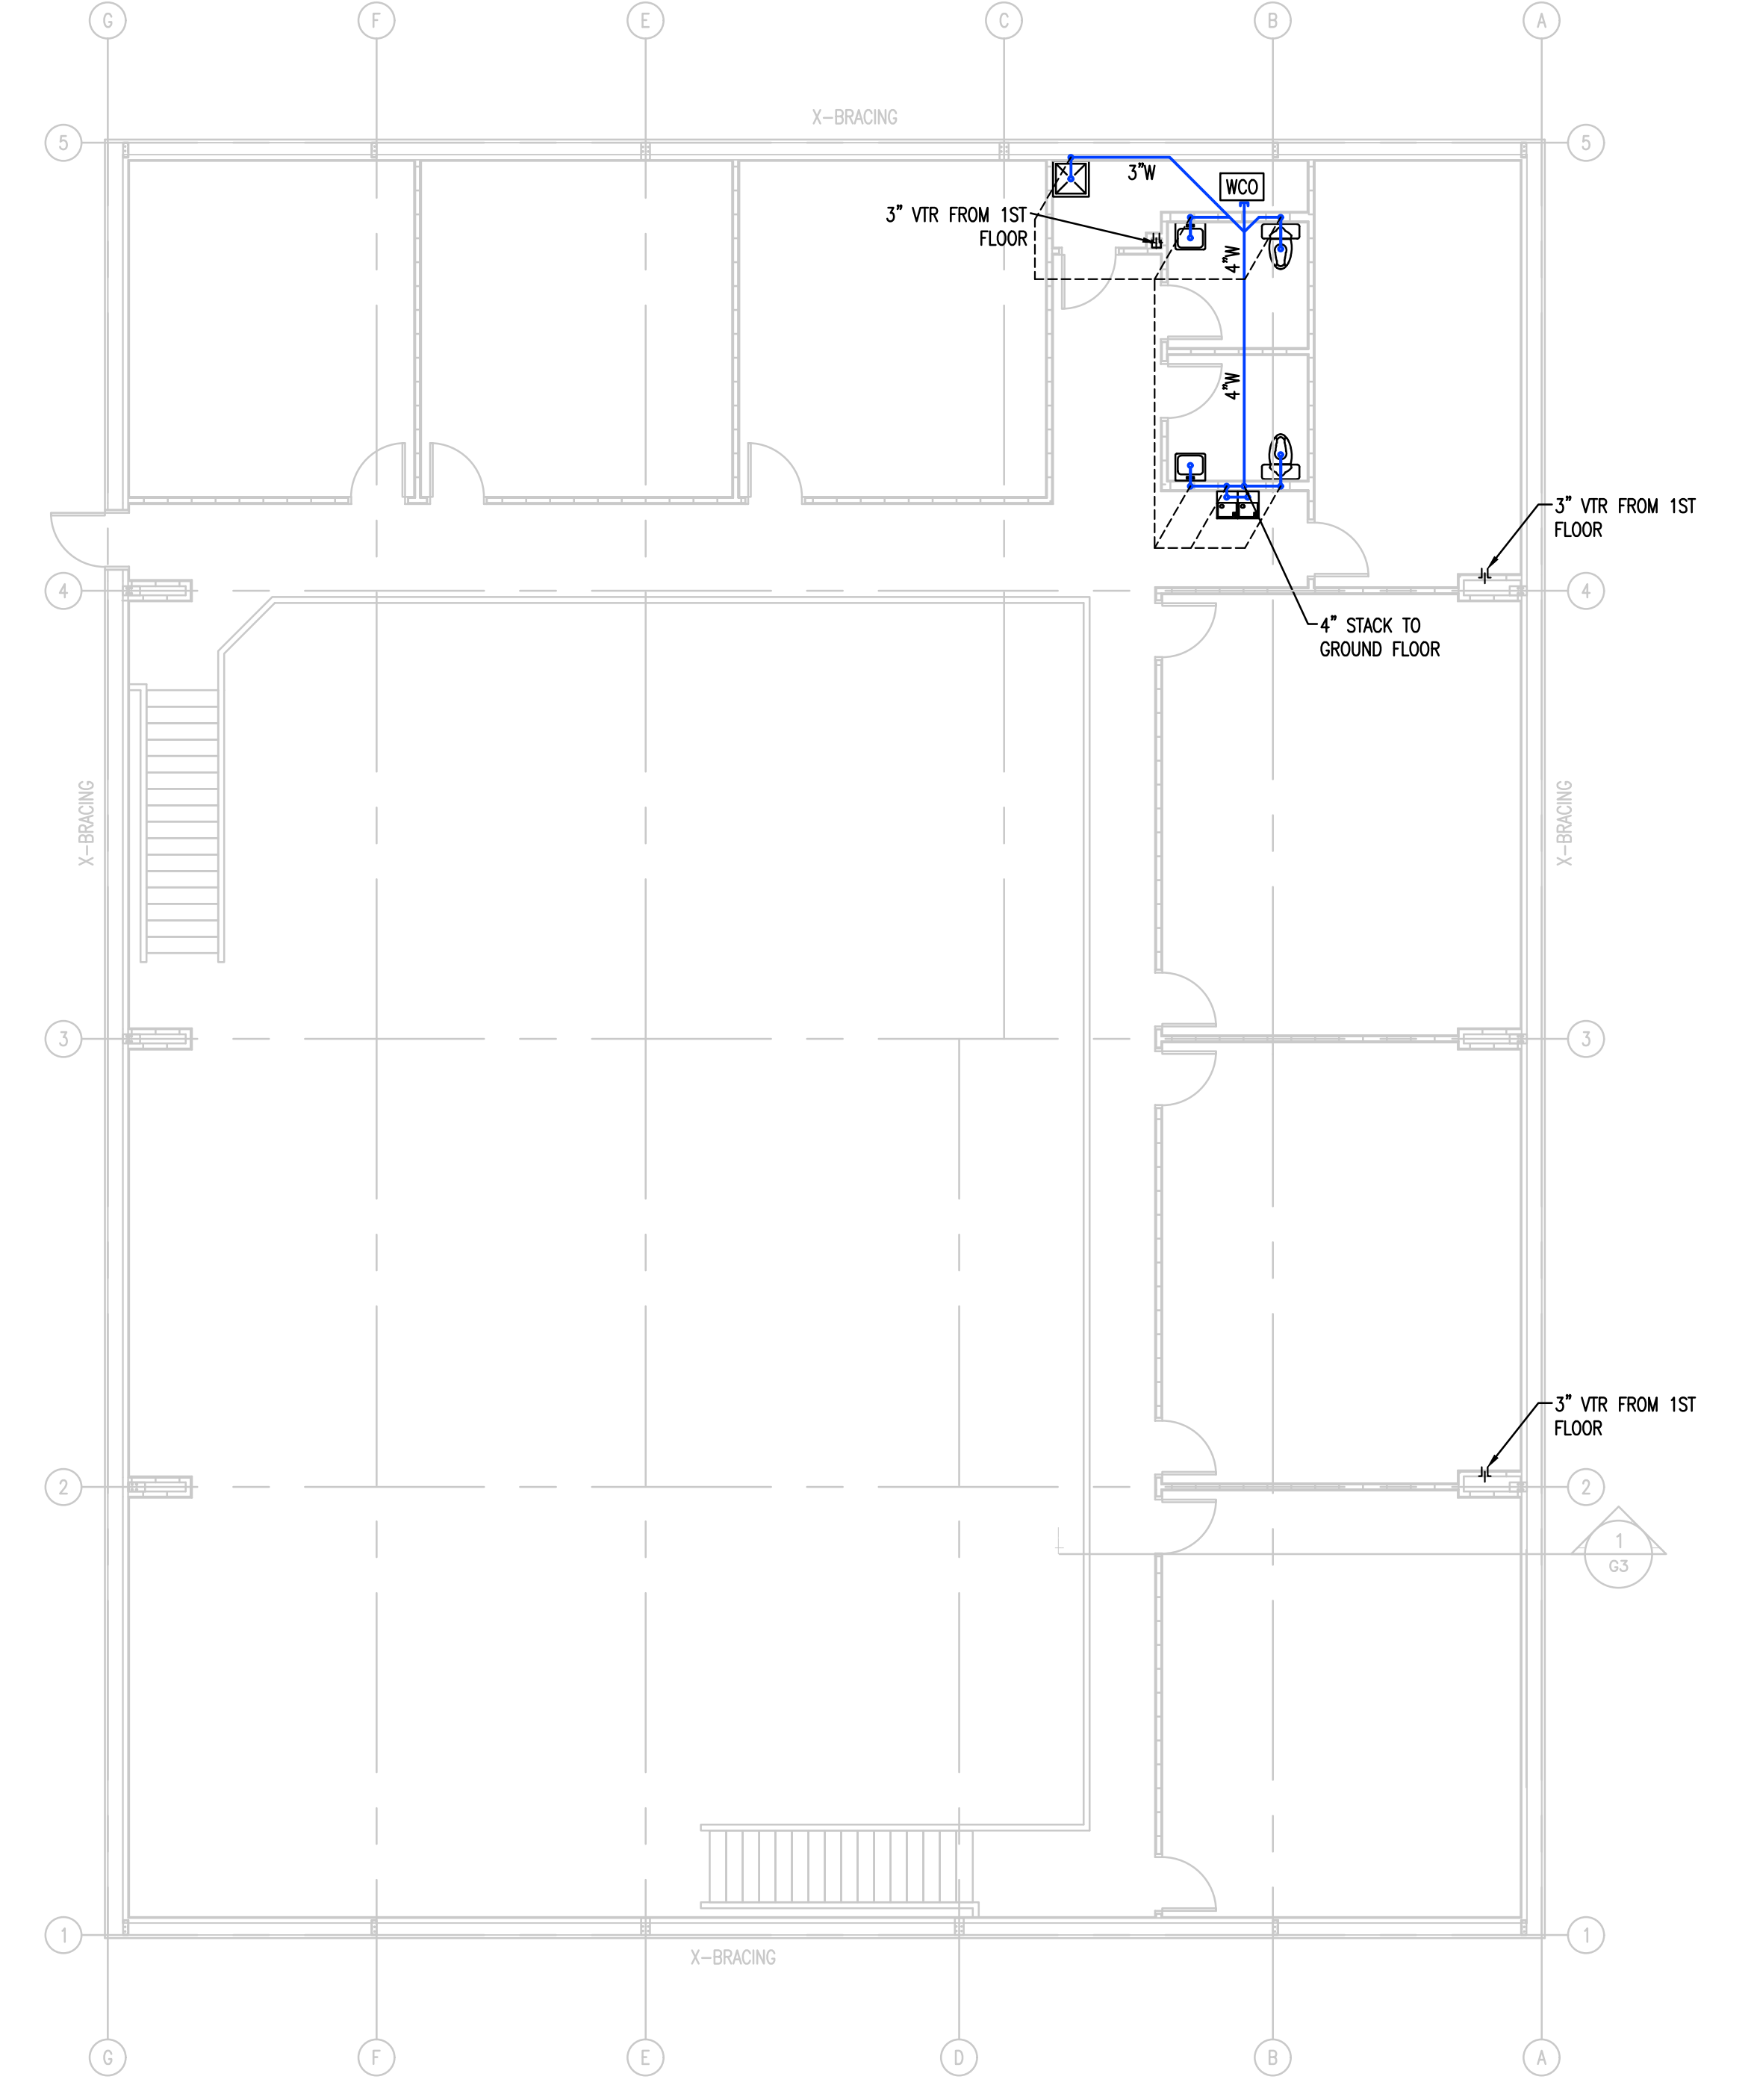 G F E C B A
X-BRACING
5 5
3"W
WCO
3" VTR FROM 1ST
FLOOR
4"W
4"W
3" VTR FROM 1ST
FLOOR
4 4
4" STACK TO
GROUND FLOOR
X-BRACING
X-BRACING
3 3
3" VTR FROM 1ST
FLOOR
2 2
1
G3
1 1
X-BRACING
G F E D B A